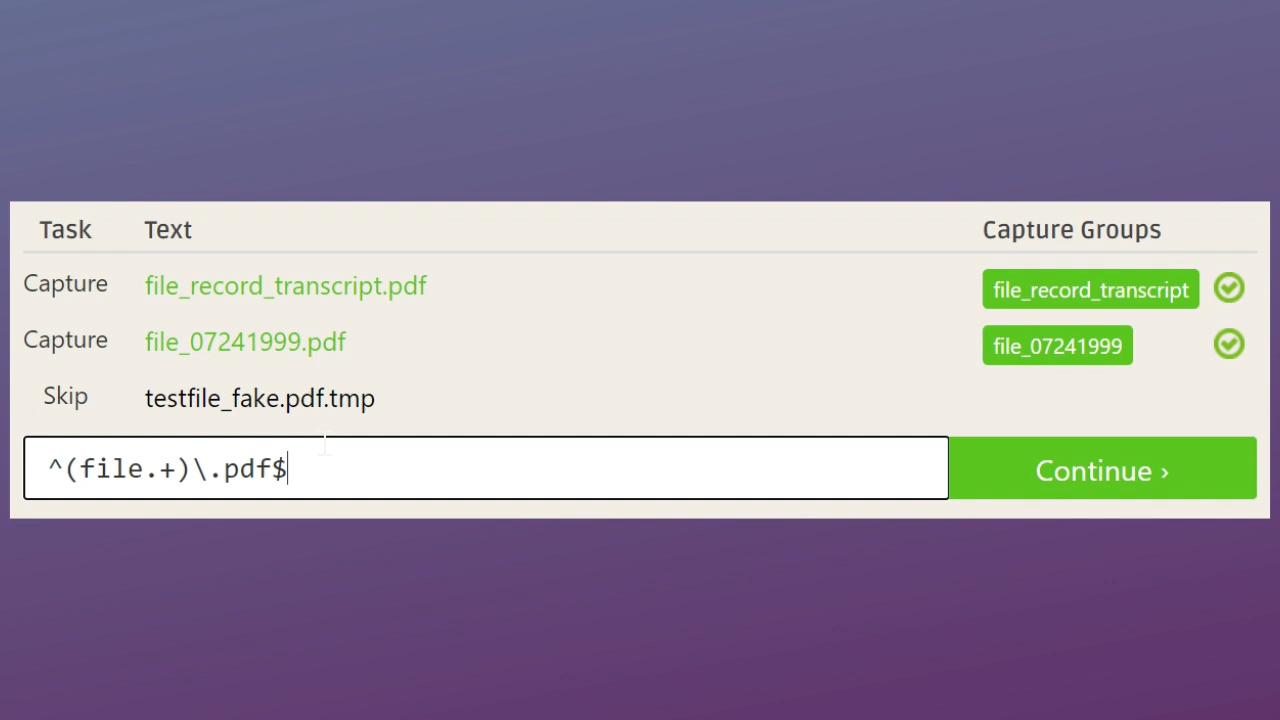 Task Text Capture Groups
Capture file_record_transcript.pdf file_record_transcript
Capture file_07241999.pdf file_07241999
Skip testfile_fake.pdf.tmp
^(file.+)\.pdf$ Continue ›